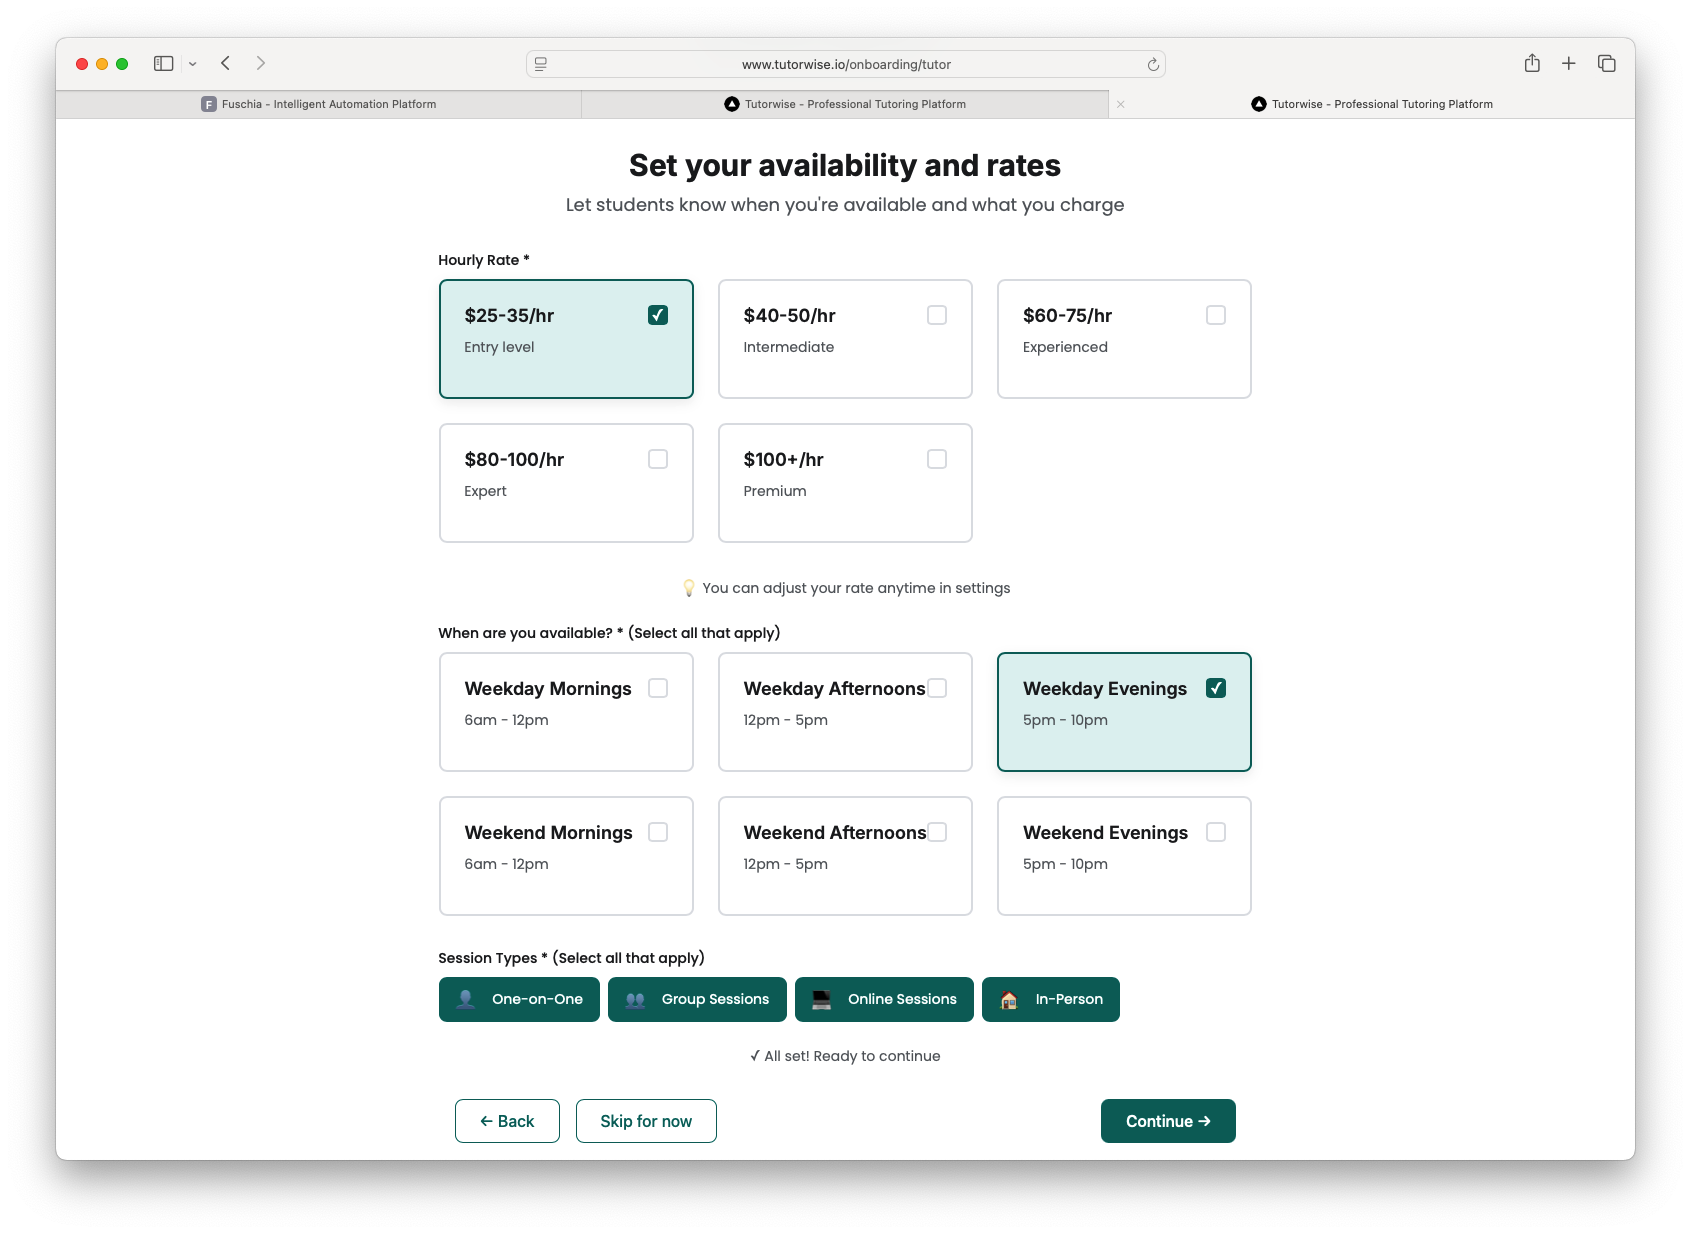 www.tutorwise.io/onboarding/tutor
F Fuschia - Intelligent Automation Platform
Tutorwise - Professional Tutoring Platform
Tutorwise - Professional Tutoring Platform
Set your availability and rates
Let students know when you're available and what you charge
Hourly Rate *
$25-35/hr
Entry level
$40-50/hr
Intermediate
$60-75/hr
Experienced
$80-100/hr
Expert
$100+/hr
Premium
💡 You can adjust your rate anytime in settings
When are you available? * (Select all that apply)
Weekday Mornings
6am - 12pm
Weekday Afternoons
12pm - 5pm
Weekday Evenings
5pm - 10pm
Weekend Mornings
6am - 12pm
Weekend Afternoons
12pm - 5pm
Weekend Evenings
5pm - 10pm
Session Types * (Select all that apply)
One-on-One
Group Sessions
Online Sessions
In-Person
✓ All set! Ready to continue
← Back
Skip for now
Continue →